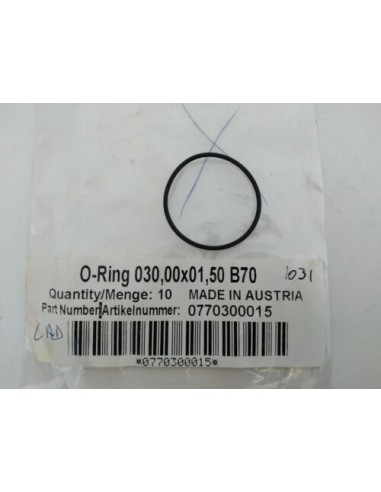 O-Ring 030,00x01,50 B70
1031
Quantity/Menge: 10 MADE IN AUSTRIA
Part Number/Artikelnummer: 0770300015
*0770300015*